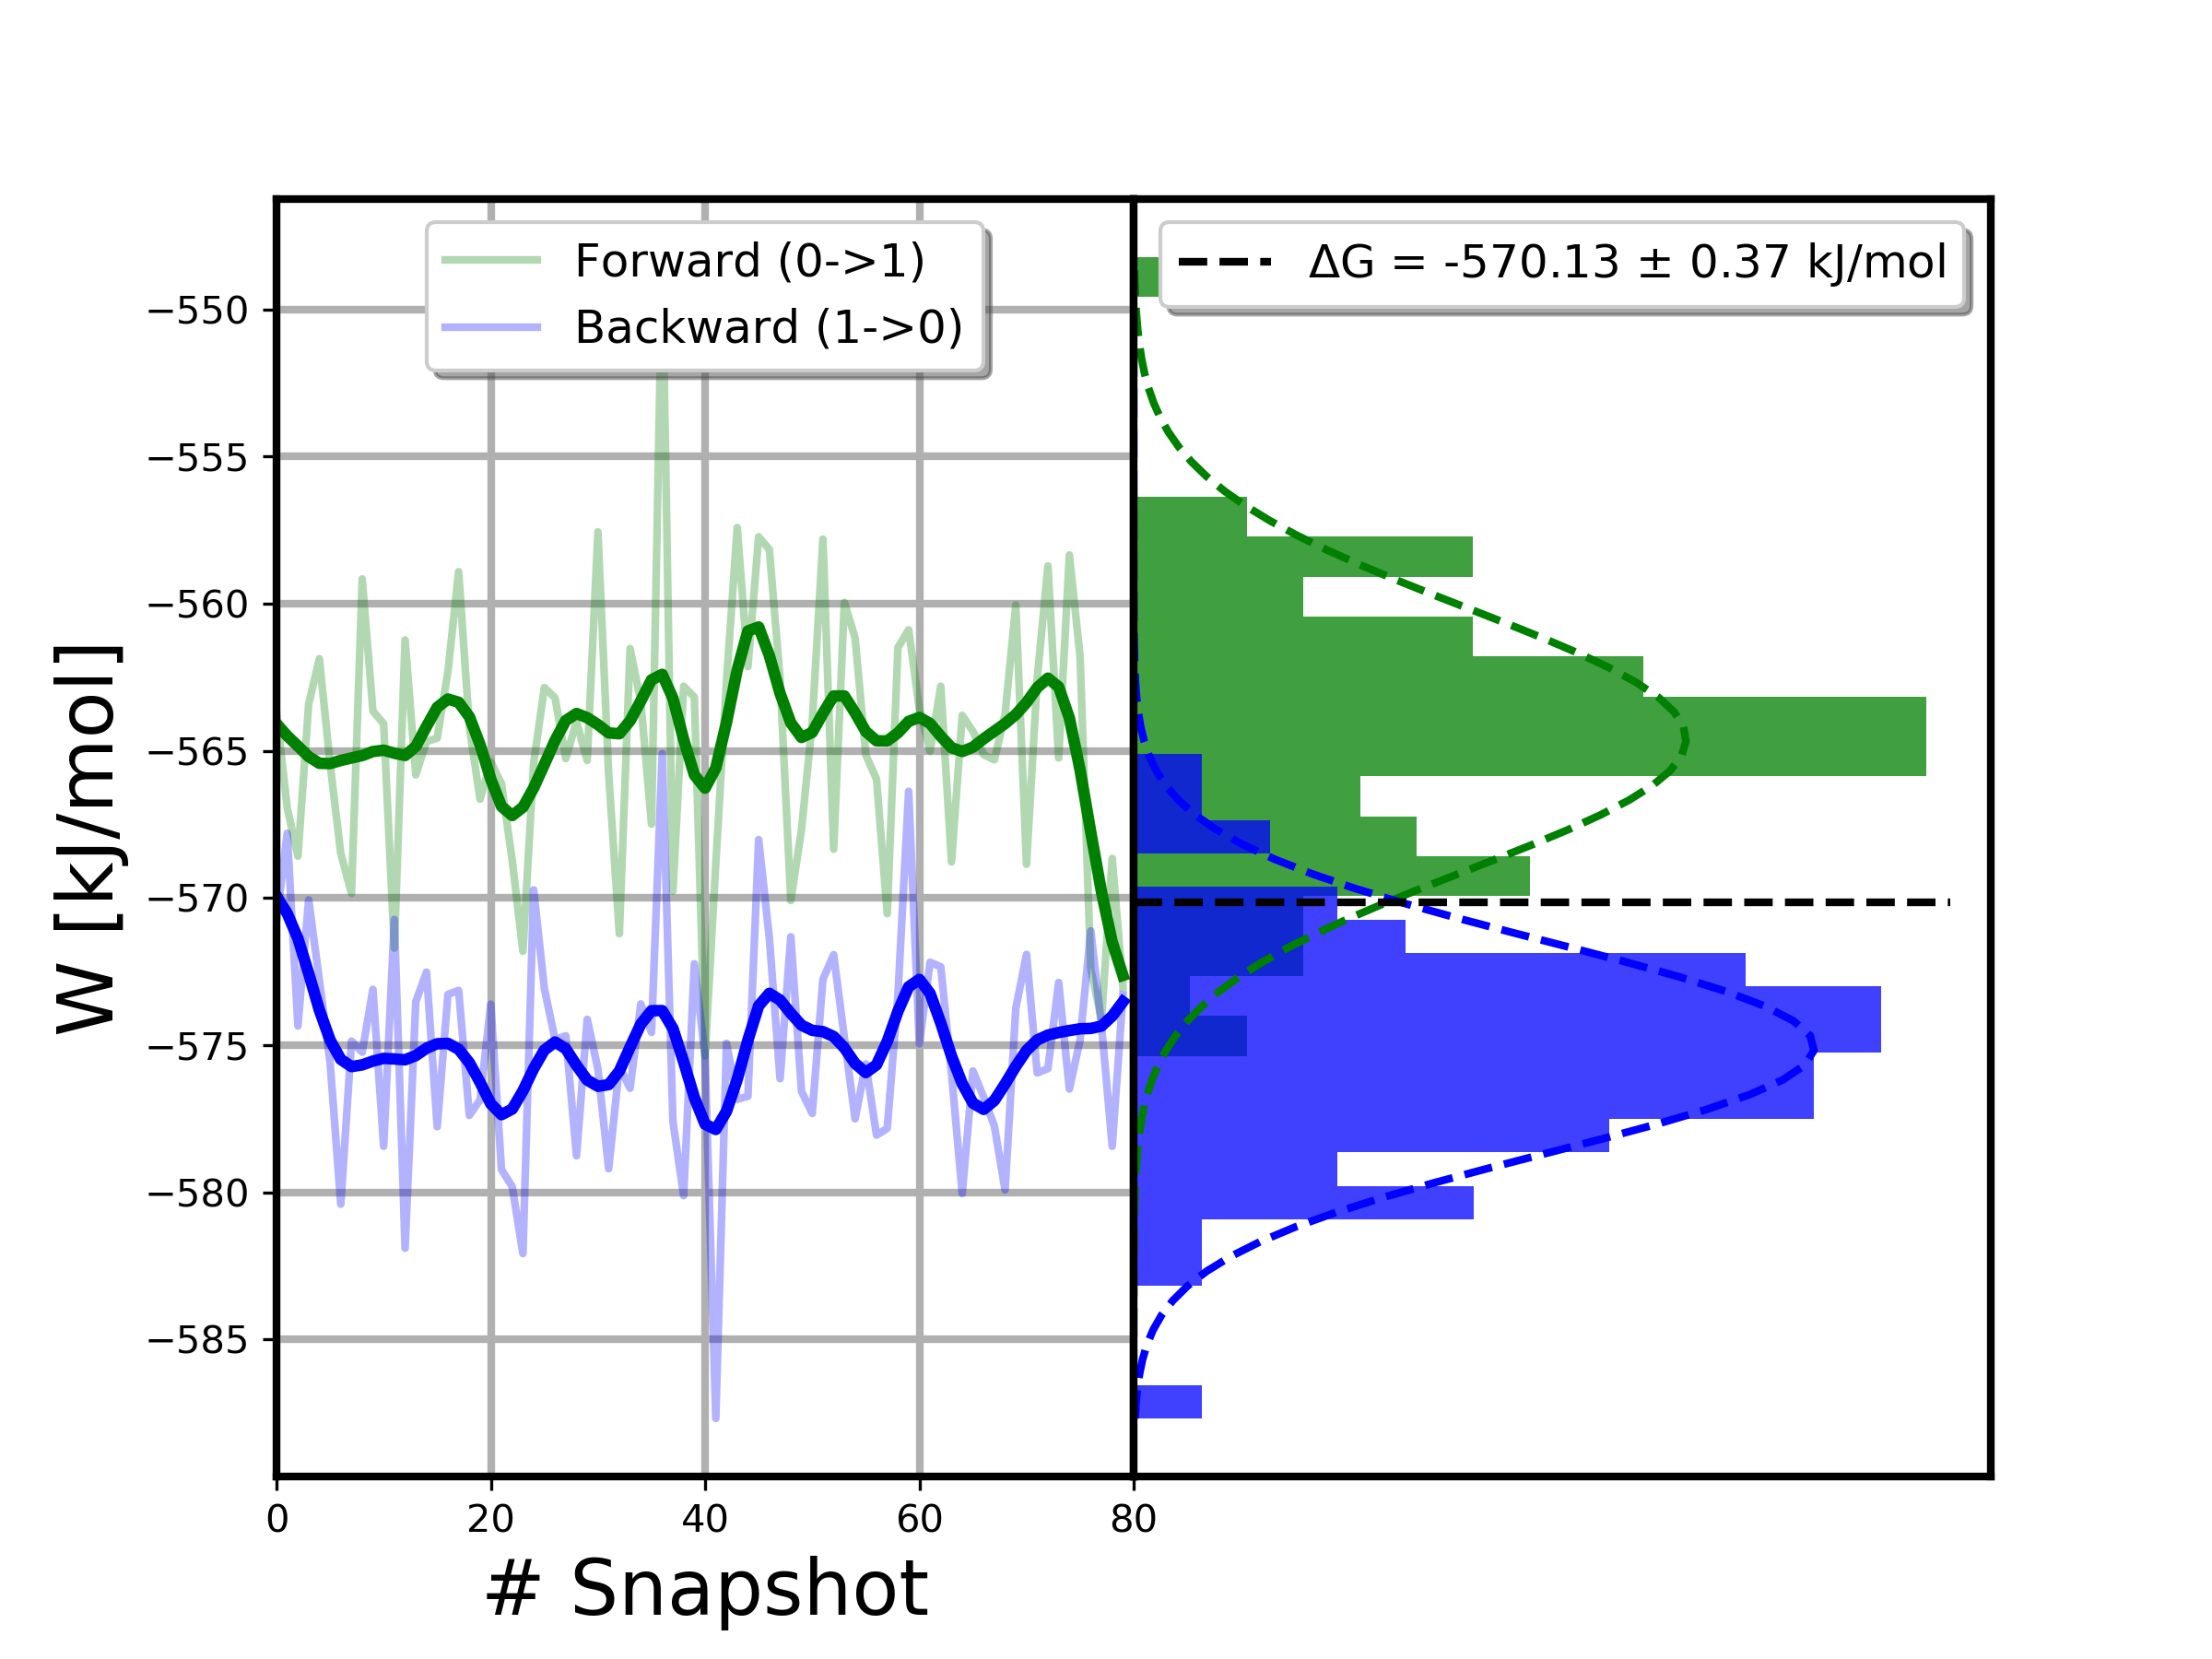 Forward (0->1)
Backward (1->0)
ΔG = -570.13 ± 0.37 kJ/mol
−550
−555
−560
−565
−570
−575
−580
−585
W [kJ/mol]
0 20 40 60 80
# Snapshot